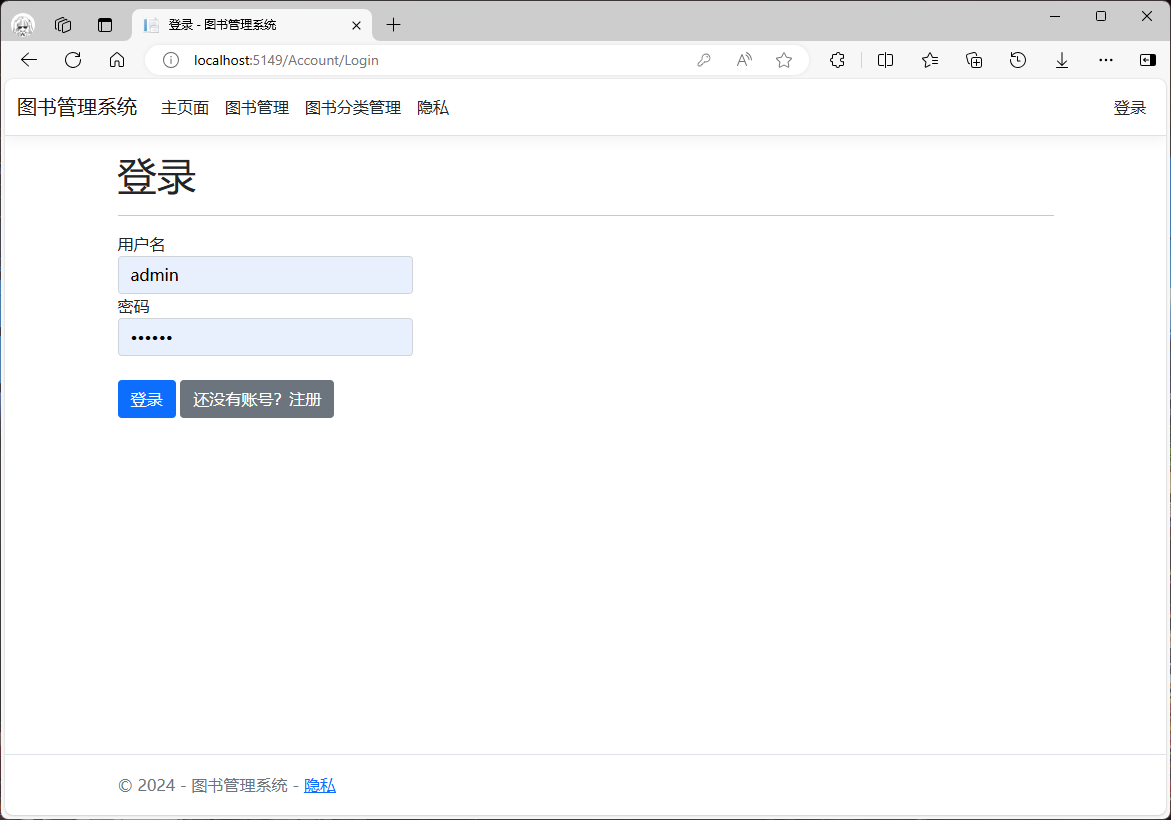 登录 - 图书管理系统
localhost:5149/Account/Login
图书管理系统 主页面 图书管理 图书分类管理 隐私 登录
登录
用户名
admin
密码
••••••
登录 还没有账号？注册
© 2024 - 图书管理系统 - 隐私